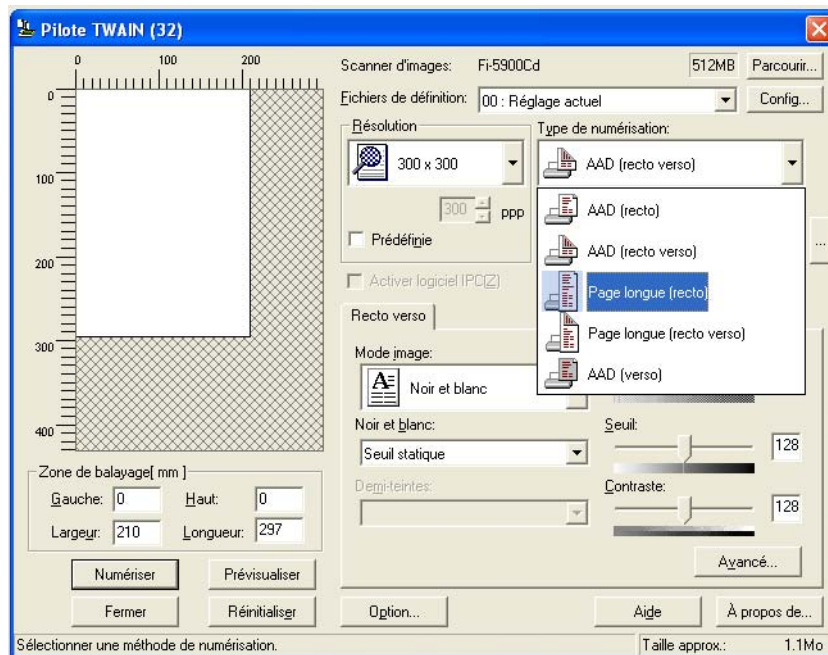 Pilote TWAIN (32)
0 100 200
0
100
200
300
400
Scanner d'images: Fi-5900Cd 512MB Parcourir...
Fichiers de définition: 00 : Réglage actuel Config...
Résolution
300 x 300
300 ppp
Prédéfinie
Type de numérisation:
AAD (recto verso)
AAD (recto)
AAD (recto verso)
Page longue (recto)
Page longue (recto verso)
AAD (verso)
...
Activer logiciel IPC(Z)
Recto verso
Mode image:
Noir et blanc
Noir et blanc:
Seuil statique
Demi-teintes:
Seuil:
128
Contraste:
128
Avancé...
Zone de balayage[ mm ]
Gauche: 0 Haut: 0
Largeur: 210 Longueur: 297
Numériser Prévisualiser
Fermer Réinitialiser Option... Aide À propos de...
Sélectionner une méthode de numérisation. Taille approx.: 1.1Mo